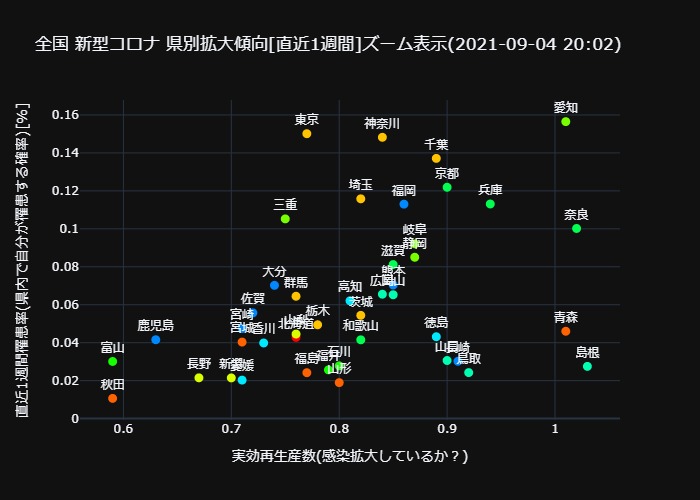 全国 新型コロナ 県別拡大傾向[直近1週間]ズーム表示(2021-09-04 20:02)
直近1週間罹患率(県内で自分が罹患する確率)[%]
0.16
0.14
0.12
0.1
0.08
0.06
0.04
0.02
0
愛知
東京
神奈川
千葉
京都
埼玉
福岡
兵庫
三重
奈良
岐阜
静岡
滋賀
大分
熊本
群馬
高知
広島
岡山
佐賀
茨城
宮崎
栃木
鹿児島
宮城
香川
北海道
和歌山
徳島
青森
富山
石川
山口
長崎
島根
長野
新潟
愛媛
福島
福井
鳥取
山形
秋田
0.6
0.7
0.8
0.9
1
実効再生産数(感染拡大しているか？)